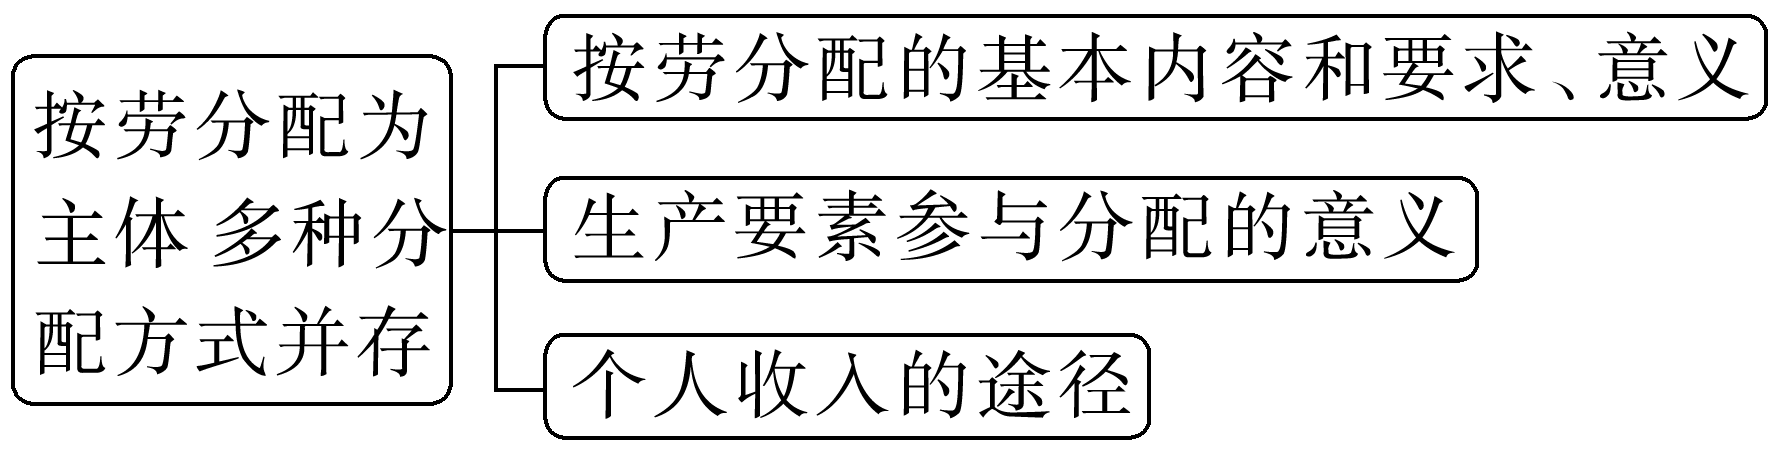 按劳分配为
主体 多种分
配方式并存
按劳分配的基本内容和要求、意义
生产要素参与分配的意义
个人收入的途径